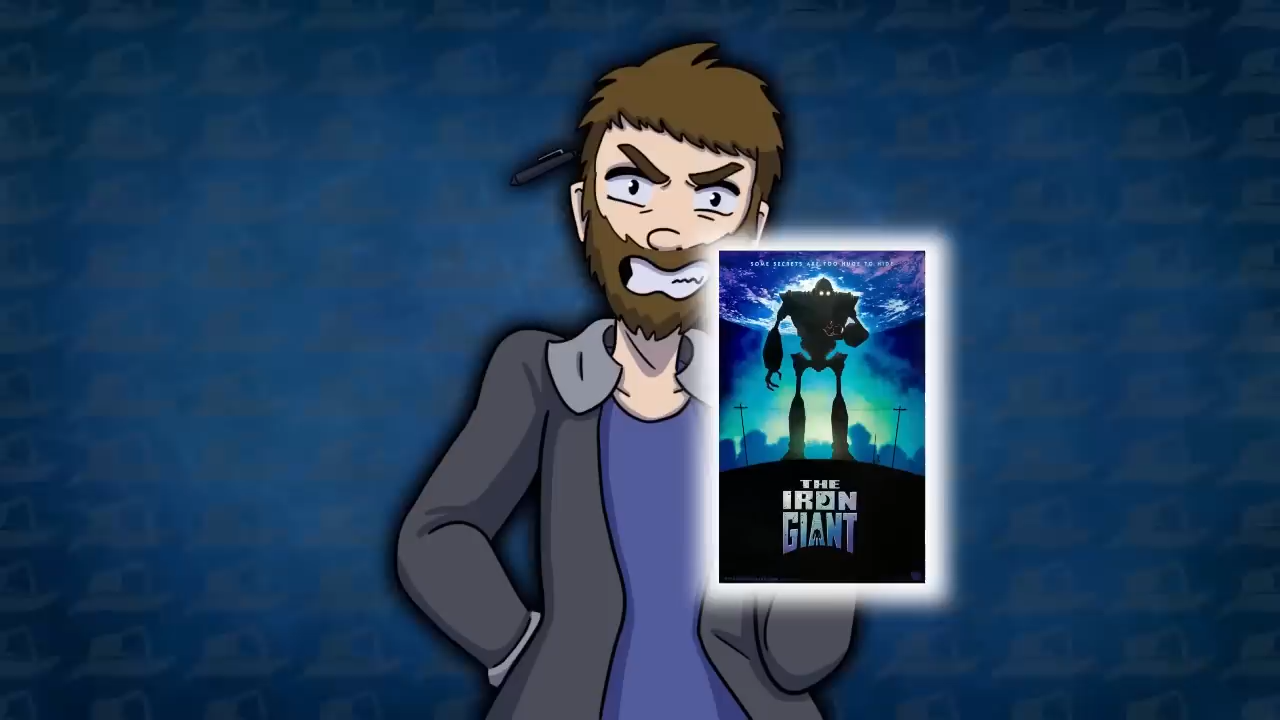 SOME SECRETS ARE TOO HUGE TO HIDE
THE
IRON
GIANT